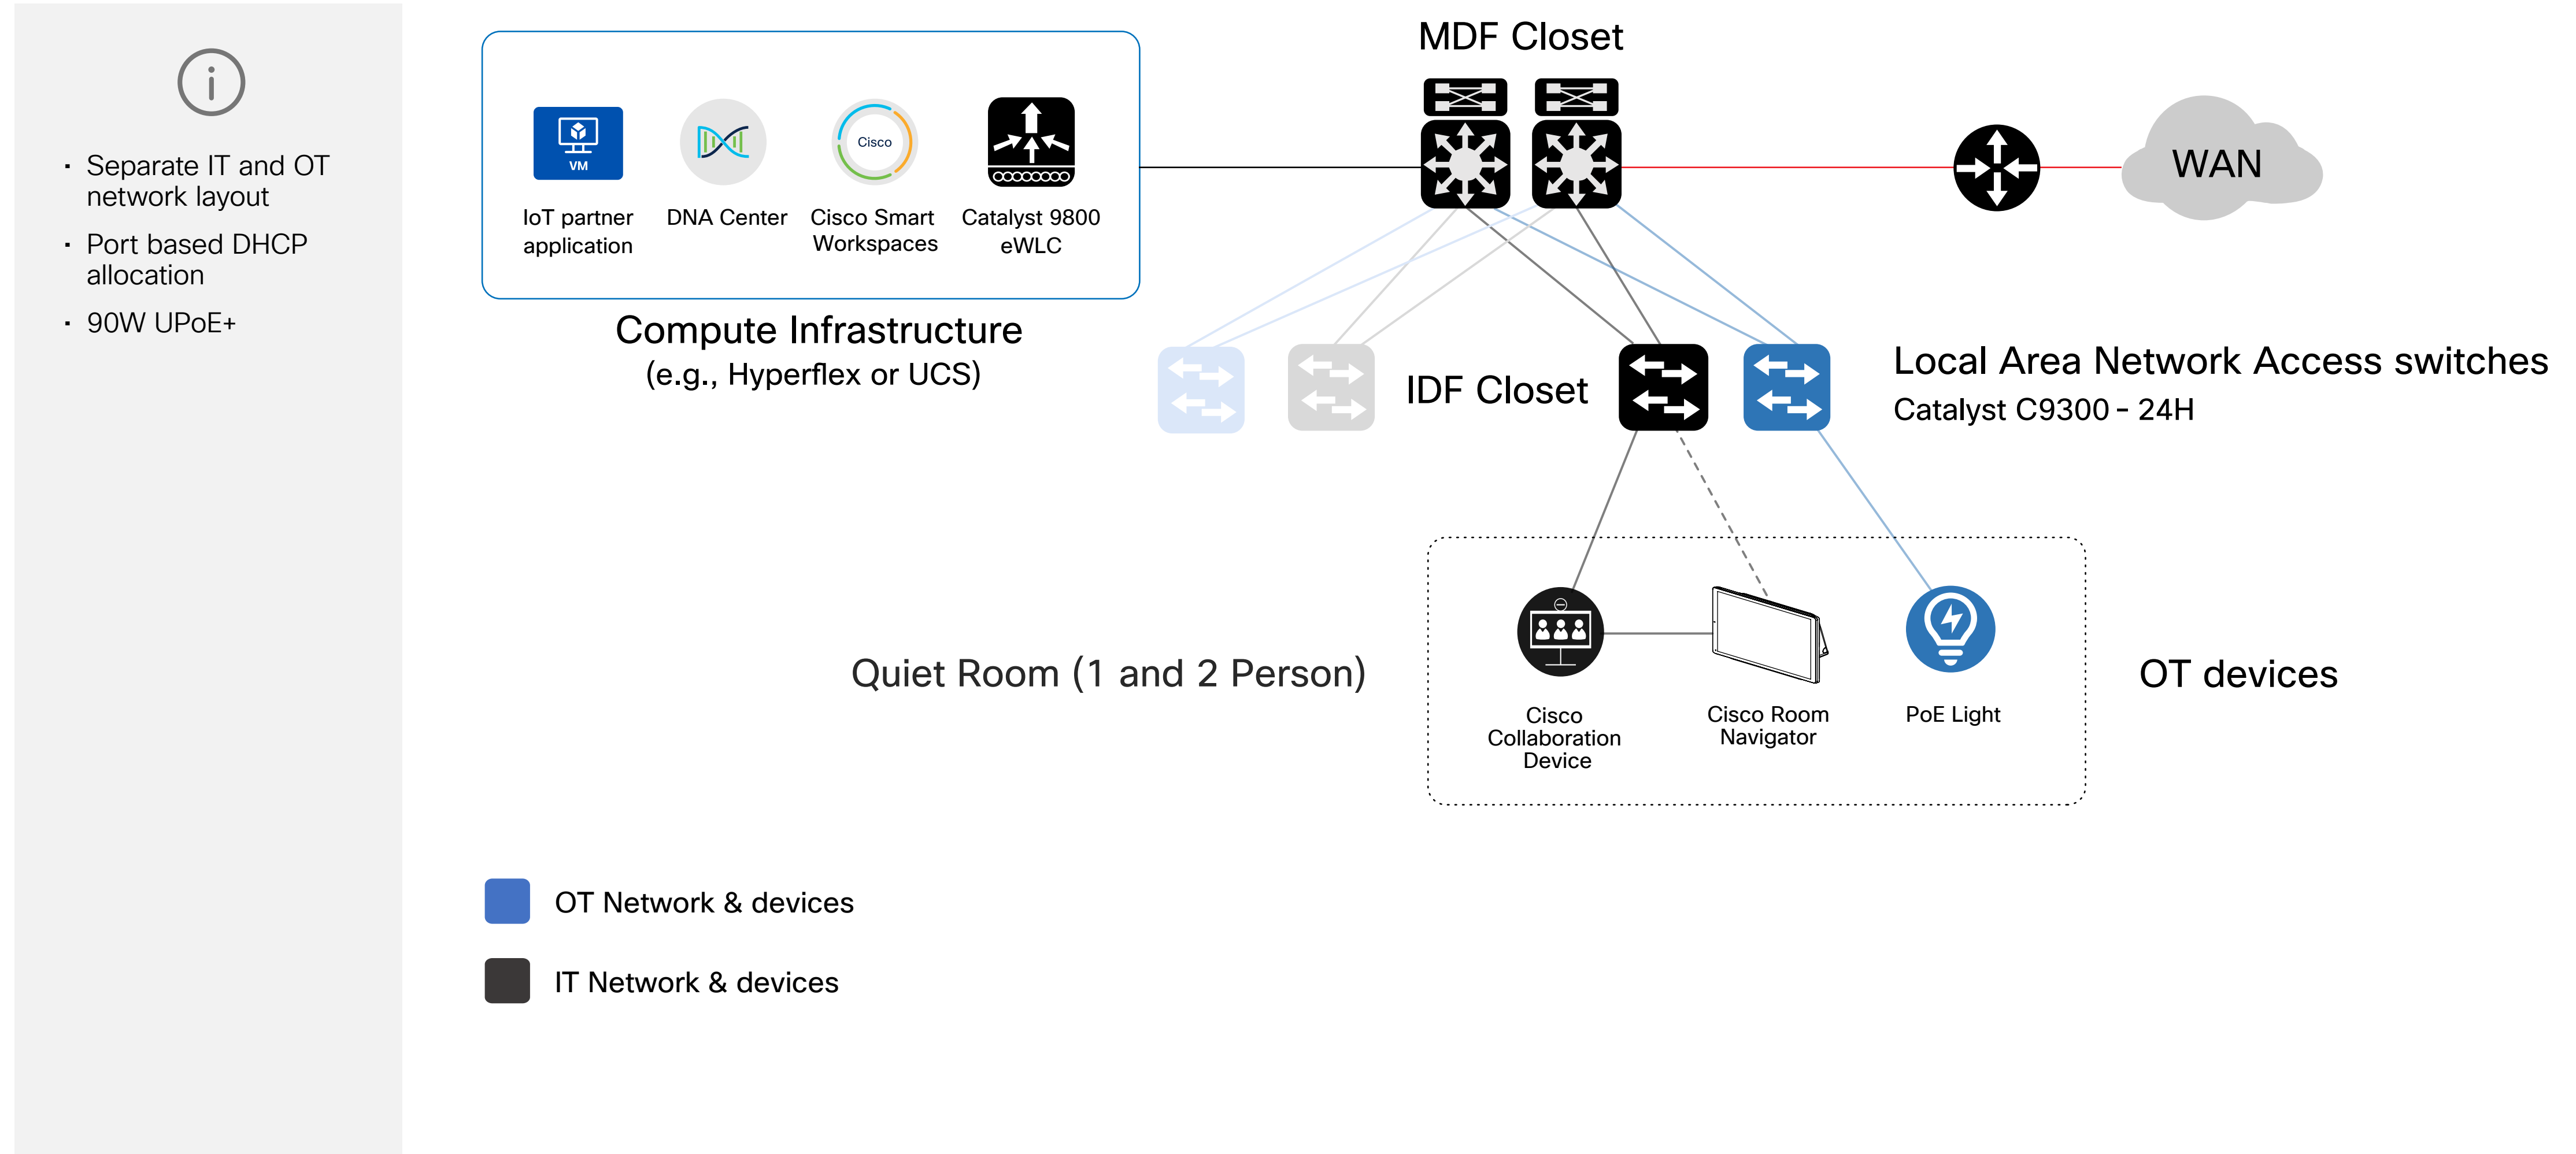 · Separate IT and OT
network layout
· Port based DHCP
allocation
· 90W UPoE+
MDF Closet
VM
Cisco
WAN
IoT partner
application
DNA Center
Cisco Smart
Workspaces
Catalyst 9800
eWLC
Compute Infrastructure
(e.g., Hyperflex or UCS)
IDF Closet
Local Area Network Access switches
Catalyst C9300 - 24H
Quiet Room (1 and 2 Person)
Cisco
Collaboration
Device
Cisco Room
Navigator
PoE Light
OT devices
OT Network & devices
IT Network & devices